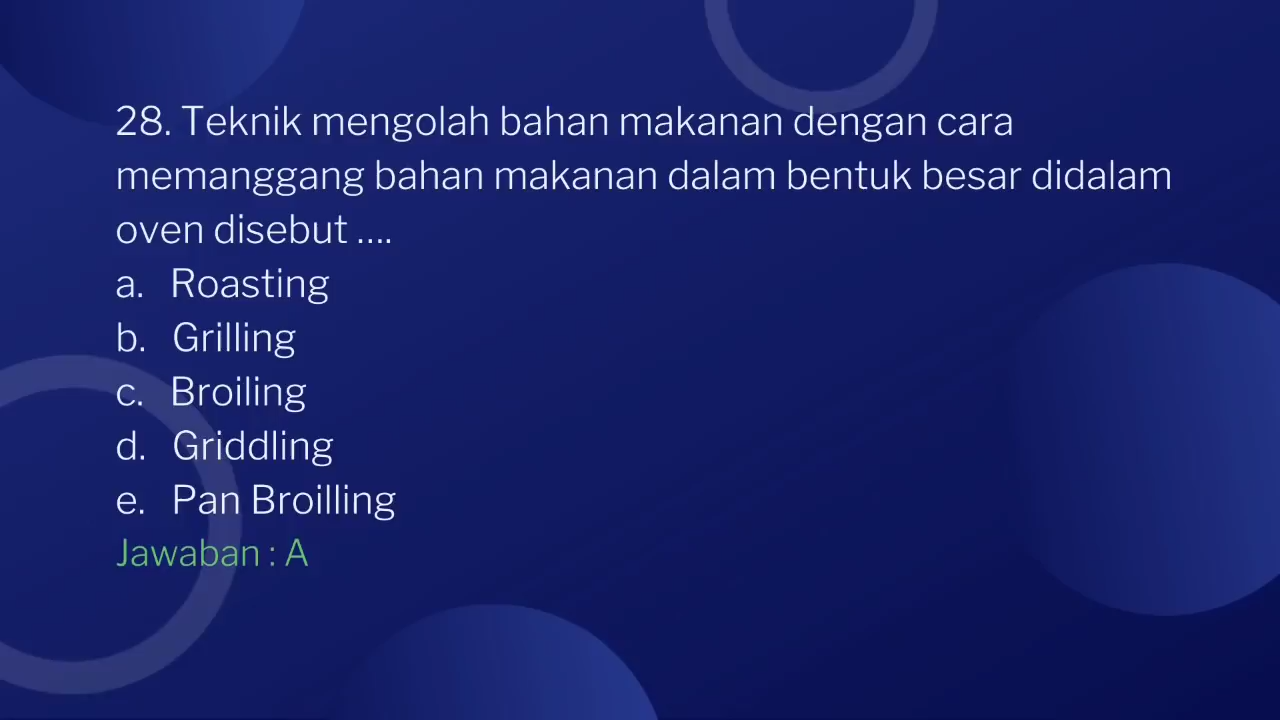 28. Teknik mengolah bahan makanan dengan cara
memanggang bahan makanan dalam bentuk besar didalam
oven disebut ....
a. Roasting
b. Grilling
c. Broiling
d. Griddling
e. Pan Broilling
Jawaban : A